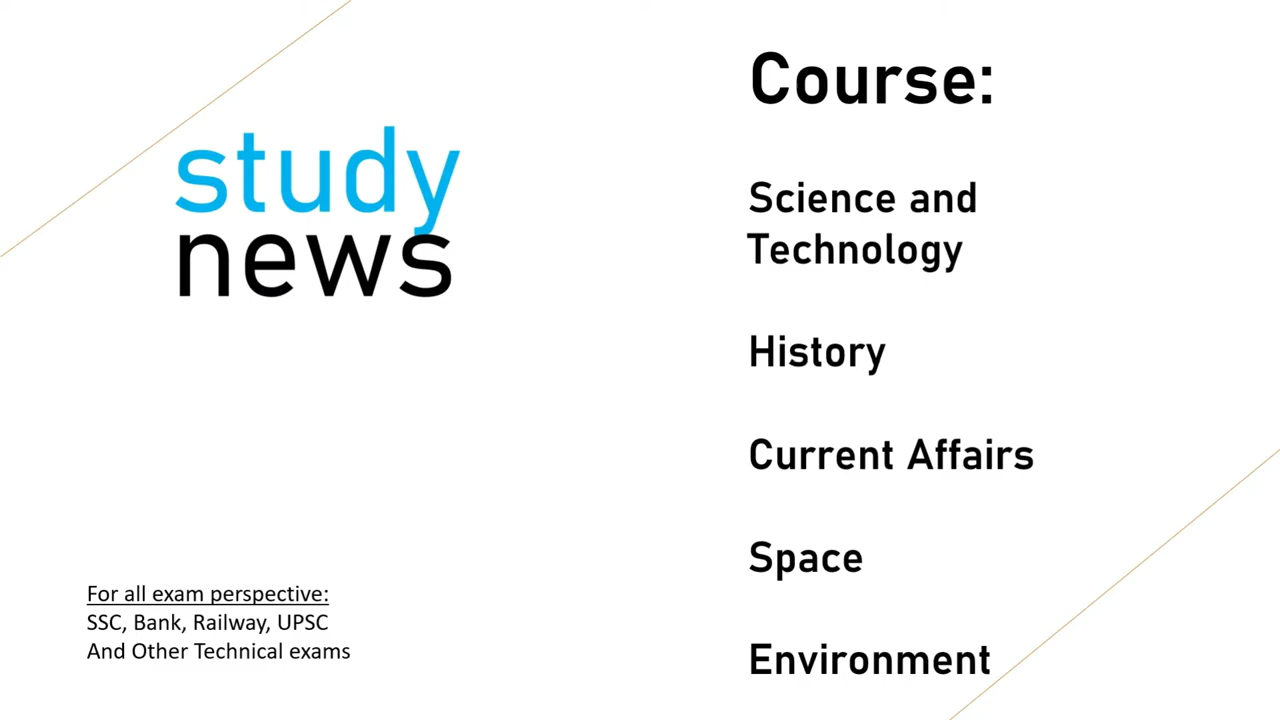 study
news
For all exam perspective:
SSC, Bank, Railway, UPSC
And Other Technical exams
Course:
Science and
Technology
History
Current Affairs
Space
Environment